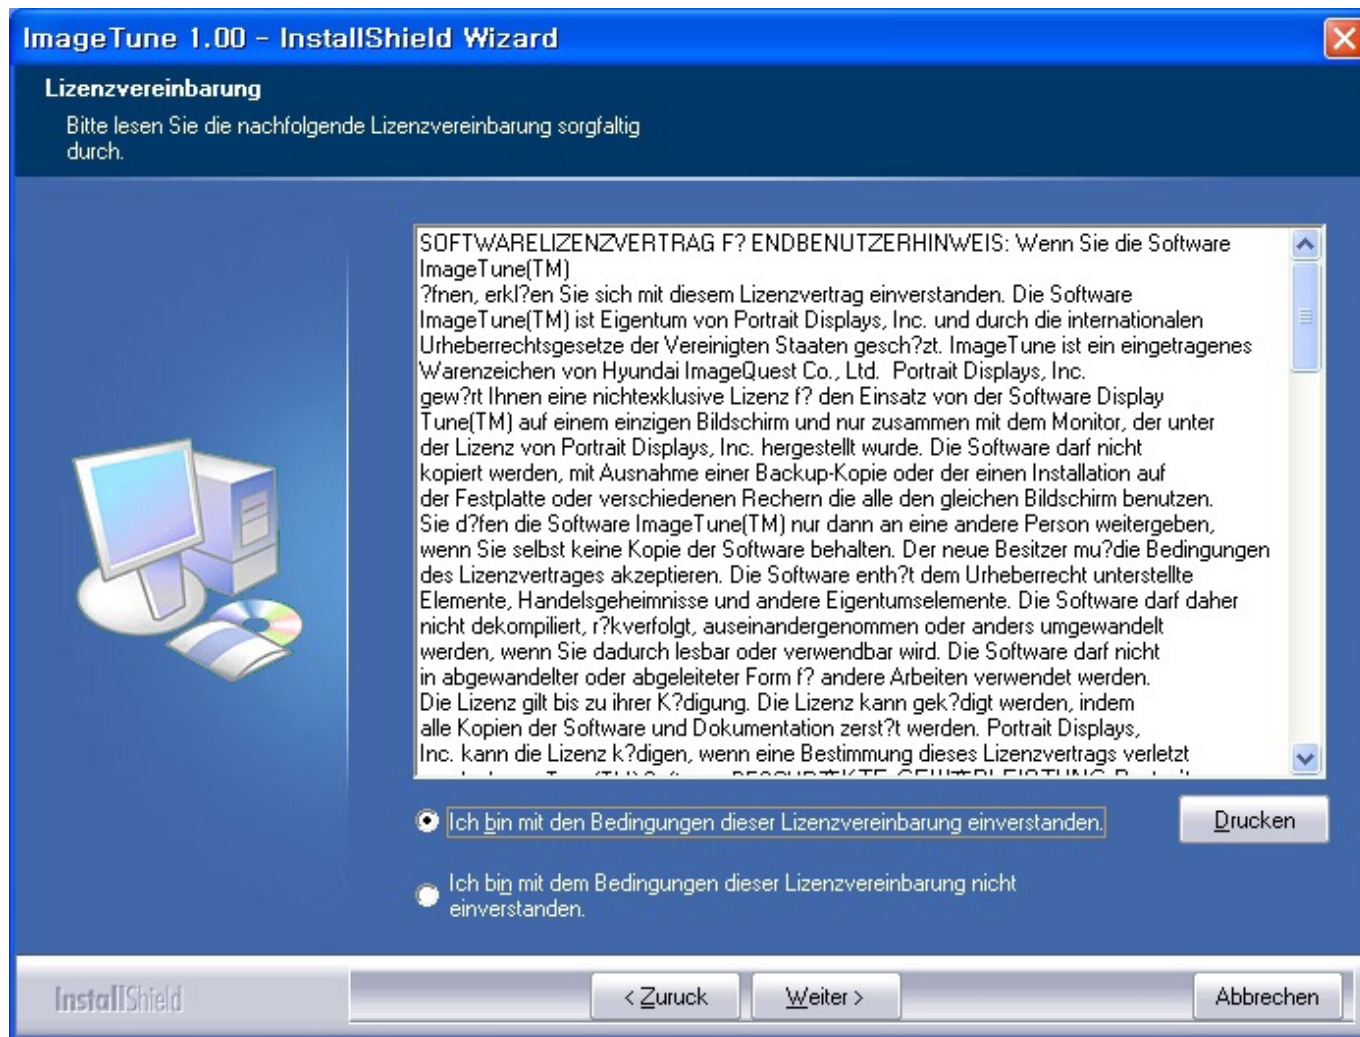 ImageTune 1.00 - InstallShield Wizard
Lizenzvereinbarung
Bitte lesen Sie die nachfolgende Lizenzvereinbarung sorgfaltig
durch.
SOFTWARELIZENZVERTRAG F? ENDBENUTZERHINWEIS: Wenn Sie die Software
ImageTune(TM)
?fnen, erkl?en Sie sich mit diesem Lizenzvertrag einverstanden. Die Software
ImageTune(TM) ist Eigentum von Portrait Displays, Inc. und durch die internationalen
Urheberrechtsgesetze der Vereinigten Staaten gesch?zt. ImageTune ist ein eingetragenes
Warenzeichen von Hyundai ImageQuest Co., Ltd.  Portrait Displays, Inc.
gew?rt Ihnen eine nichtexklusive Lizenz f? den Einsatz von der Software Display
Tune(TM) auf einem einzigen Bildschirm und nur zusammen mit dem Monitor, der unter
der Lizenz von Portrait Displays, Inc. hergestellt wurde. Die Software darf nicht
kopiert werden, mit Ausnahme einer Backup-Kopie oder der einen Installation auf
der Festplatte oder verschiedenen Rechern die alle den gleichen Bildschirm benutzen.
Sie d?fen die Software ImageTune(TM) nur dann an eine andere Person weitergeben,
wenn Sie selbst keine Kopie der Software behalten. Der neue Besitzer mu?die Bedingungen
des Lizenzvertrages akzeptieren. Die Software enth?t dem Urheberrecht unterstellte
Elemente, Handelsgeheimnisse und andere Eigentumselemente. Die Software darf daher
nicht dekompiliert, r?kverfolgt, auseinandergenommen oder anders umgewandelt
werden, wenn Sie dadurch lesbar oder verwendbar wird. Die Software darf nicht
in abgewandelter oder abgeleiteter Form f? andere Arbeiten verwendet werden.
Die Lizenz gilt bis zu ihrer K?digung. Die Lizenz kann gek?digt werden, indem
alle Kopien der Software und Dokumentation zerst?t werden. Portrait Displays,
Inc. kann die Lizenz k?digen, wenn eine Bestimmung dieses Lizenzvertrags verletzt
Ich bin mit den Bedingungen dieser Lizenzvereinbarung einverstanden.
Drucken
Ich bin mit dem Bedingungen dieser Lizenzvereinbarung nicht
einverstanden.
InstallShield
< Zuruck
Weiter >
Abbrechen